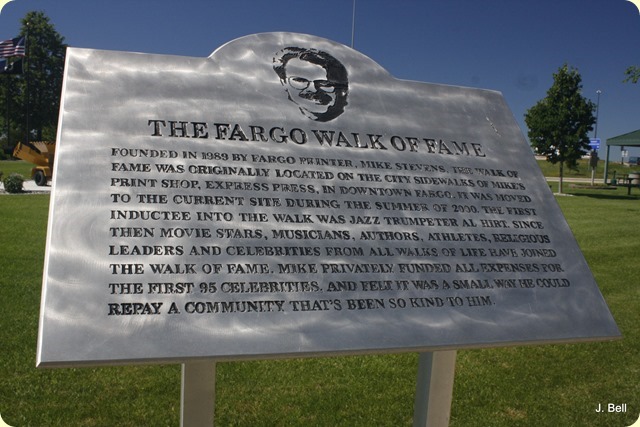 THE FARGO WALK OF FAME
FOUNDED IN 1989 BY FARGO PRINTER, MIKE STEVENS. THE WALK OF
FAME WAS ORIGINALLY LOCATED ON THE CITY SIDEWALKS OF MIKE'S
PRINT SHOP, EXPRESS PRESS, IN DOWNTOWN FARGO. IT WAS MOVED
TO THE CURRENT SITE DURING THE SUMMER OF 2000. THE FIRST
INDUCTEE INTO THE WALK WAS JAZZ TRUMPETER AL HIRT. SINCE
THEN MOVIE STARS, MUSICIANS, AUTHORS, ATHLETES, RELIGIOUS
LEADERS AND CELEBRITIES FROM ALL WALKS OF LIFE HAVE JOINED
THE WALK OF FAME. MIKE PRIVATELY FUNDED ALL EXPENSES FOR
THE FIRST 95 CELEBRITIES, AND FELT IT WAS A SMALL WAY HE COULD
REPAY A COMMUNITY THAT'S BEEN SO KIND TO HIM.
J. Bell